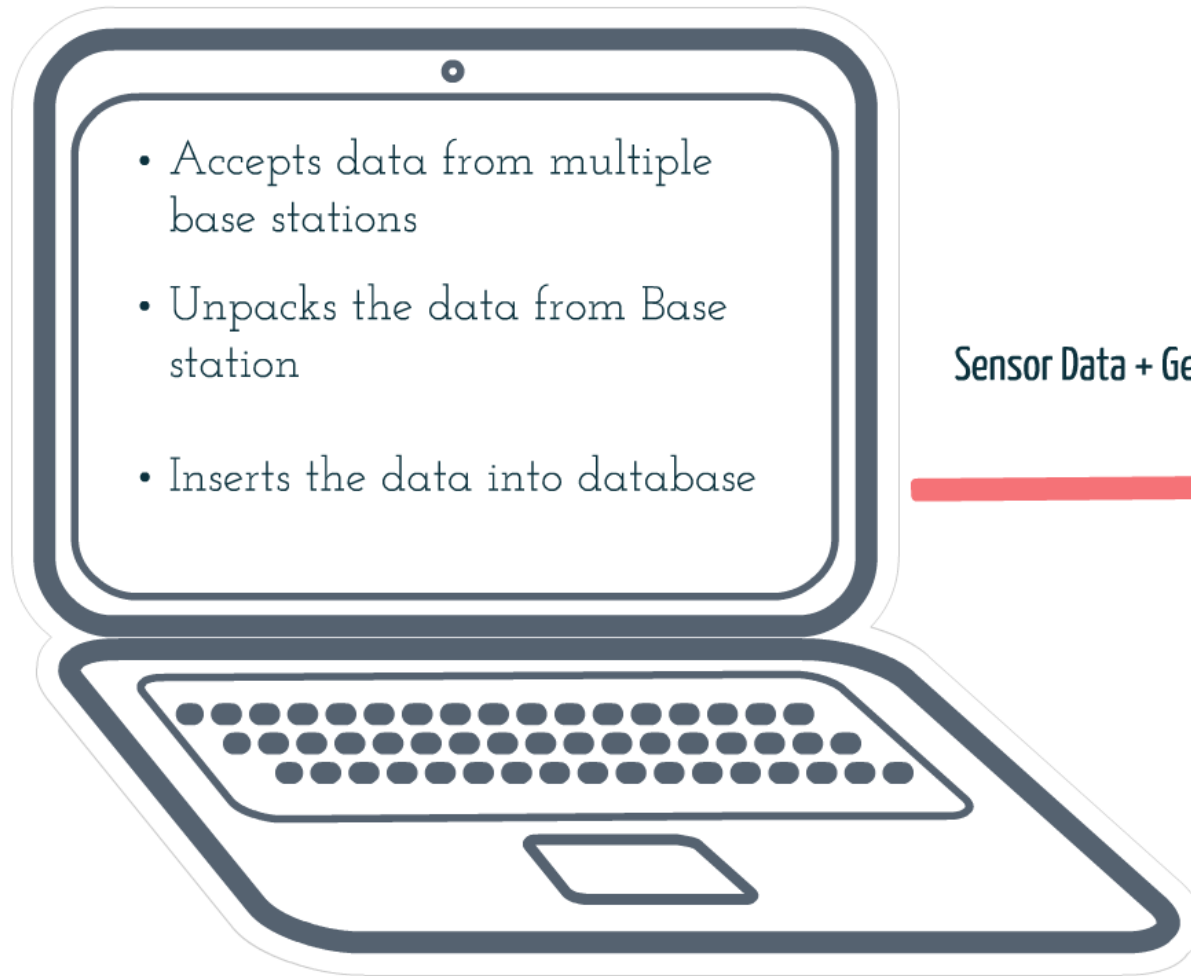 • Accepts data from multiple
base stations
• Unpacks the data from Base
station
• Inserts the data into database
Sensor Data +